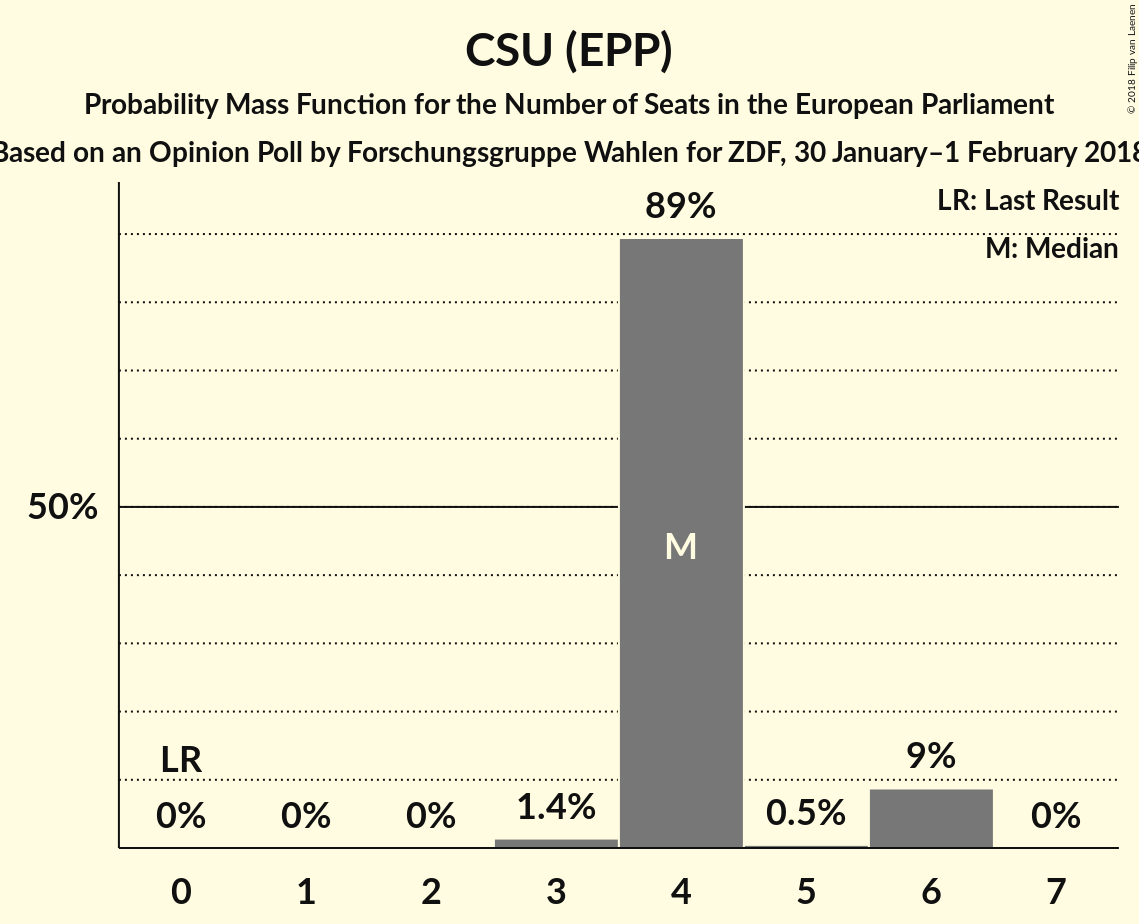 CSU (EPP)
Probability Mass Function for the Number of Seats in the European Parliament
Based on an Opinion Poll by Forschungsgruppe Wahlen for ZDF, 30 January–1 February 2018
© 2018 Filip van Laenen
LR: Last Result
M: Median
89%
50%
M
LR
0% 0% 0% 1.4% 0.5% 9% 0%
0 1 2 3 4 5 6 7